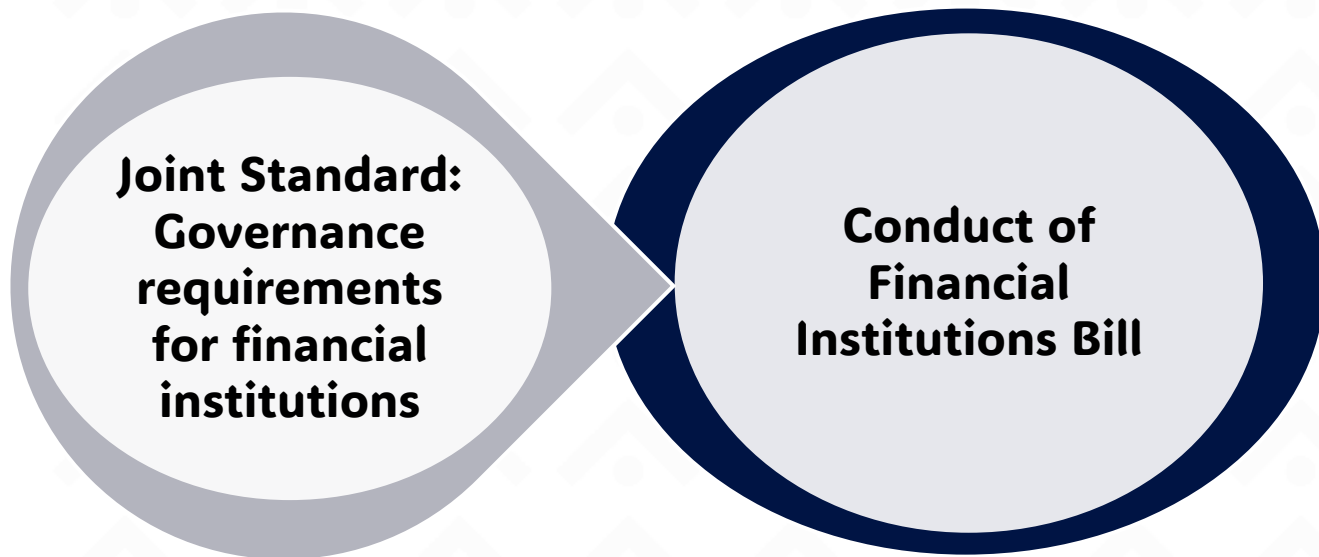 Joint Standard:
Governance
requirements
for financial
institutions
Conduct of
Financial
Institutions Bill